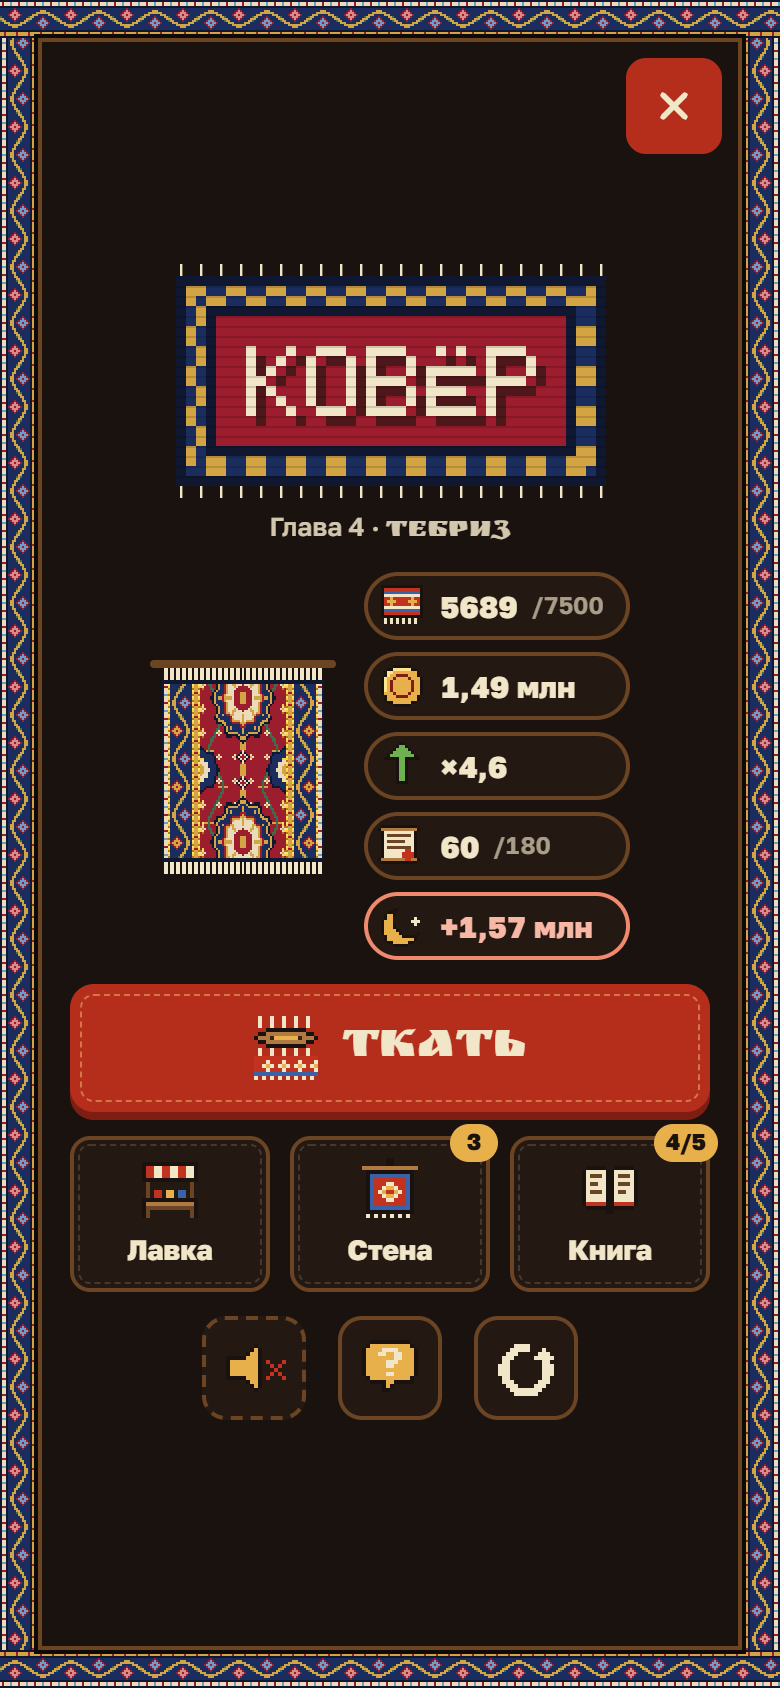 КОВЁР
Глава 4 · ТЕБРИЗ
5689 /7500
1,49 млн
×4,6
60 /180
+1,57 млн
ТКАТЬ
3
4/5
Лавка
Стена
Книга
?